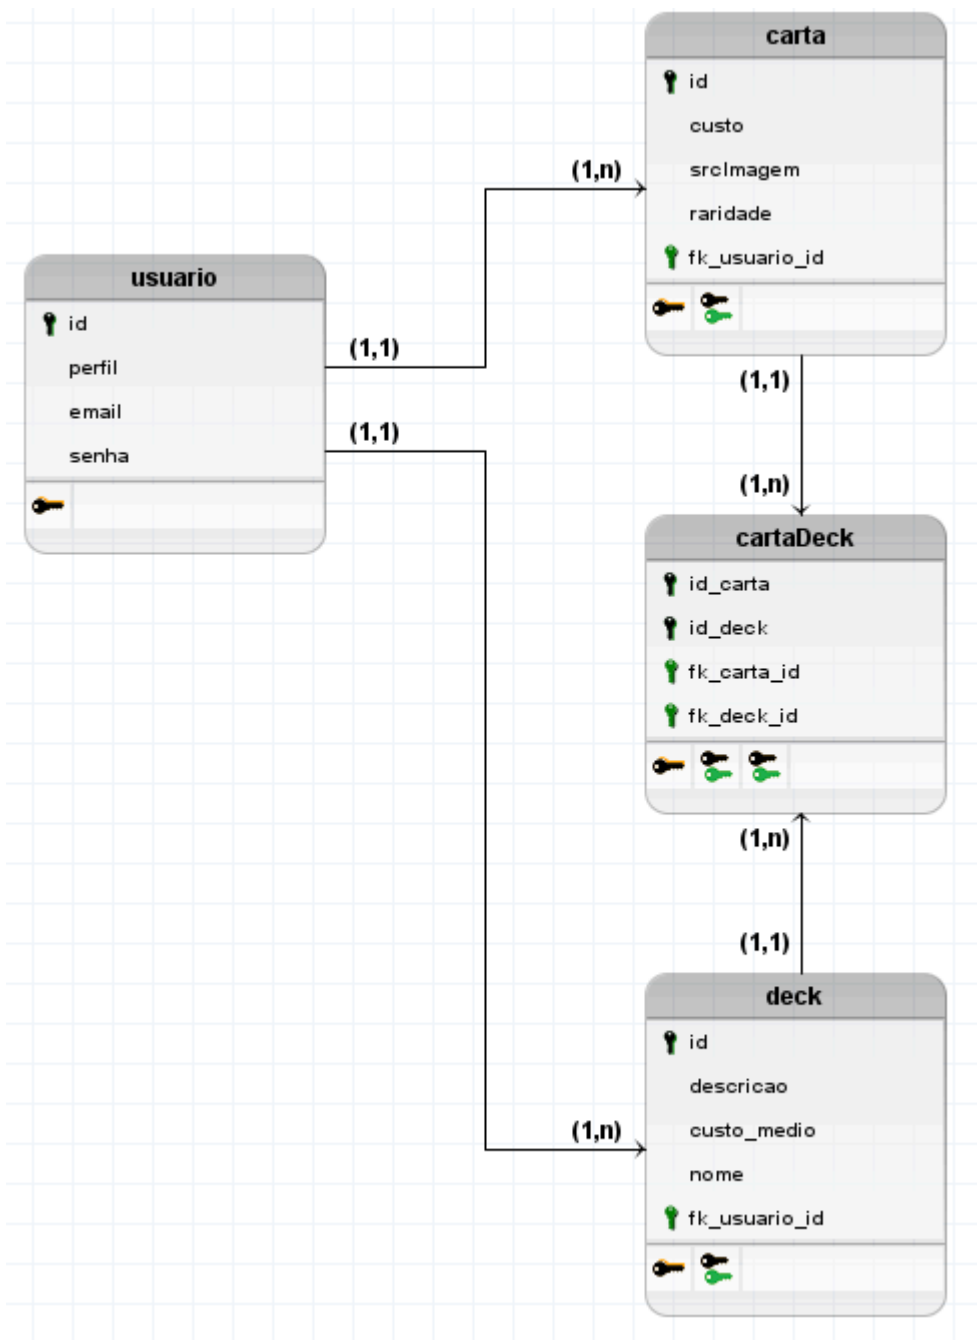 carta
id
custo
srcImagem
raridade
fk_usuario_id
(1,n)
usuario
id
perfil
email
senha
(1,1)
(1,1)
(1,1)
(1,n)
cartaDeck
id_carta
id_deck
fk_carta_id
fk_deck_id
(1,n)
(1,1)
deck
id
descricao
custo_medio
nome
fk_usuario_id
(1,n)